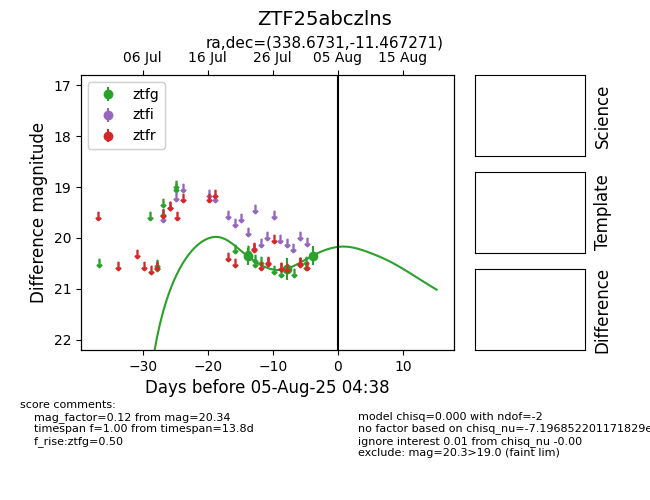 ZTF25abczlns
ra,dec=(338.6731,-11.467271)
06 Jul 16 Jul 26 Jul 05 Aug 15 Aug
ztfg
ztfi
ztfr
17
18
19
20
21
22
Difference magnitude
−30 −20 −10 0 10
Days before 05-Aug-25 04:38
Science
Template
Difference
score comments:
mag_factor=0.12 from mag=20.34
timespan f=1.00 from timespan=13.8d
f_rise:ztfg=0.50
model chisq=0.000 with ndof=-2
no factor based on chisq_nu=-7.196852201171829e
ignore interest 0.01 from chisq_nu -0.00
exclude: mag=20.3>19.0 (faint lim)